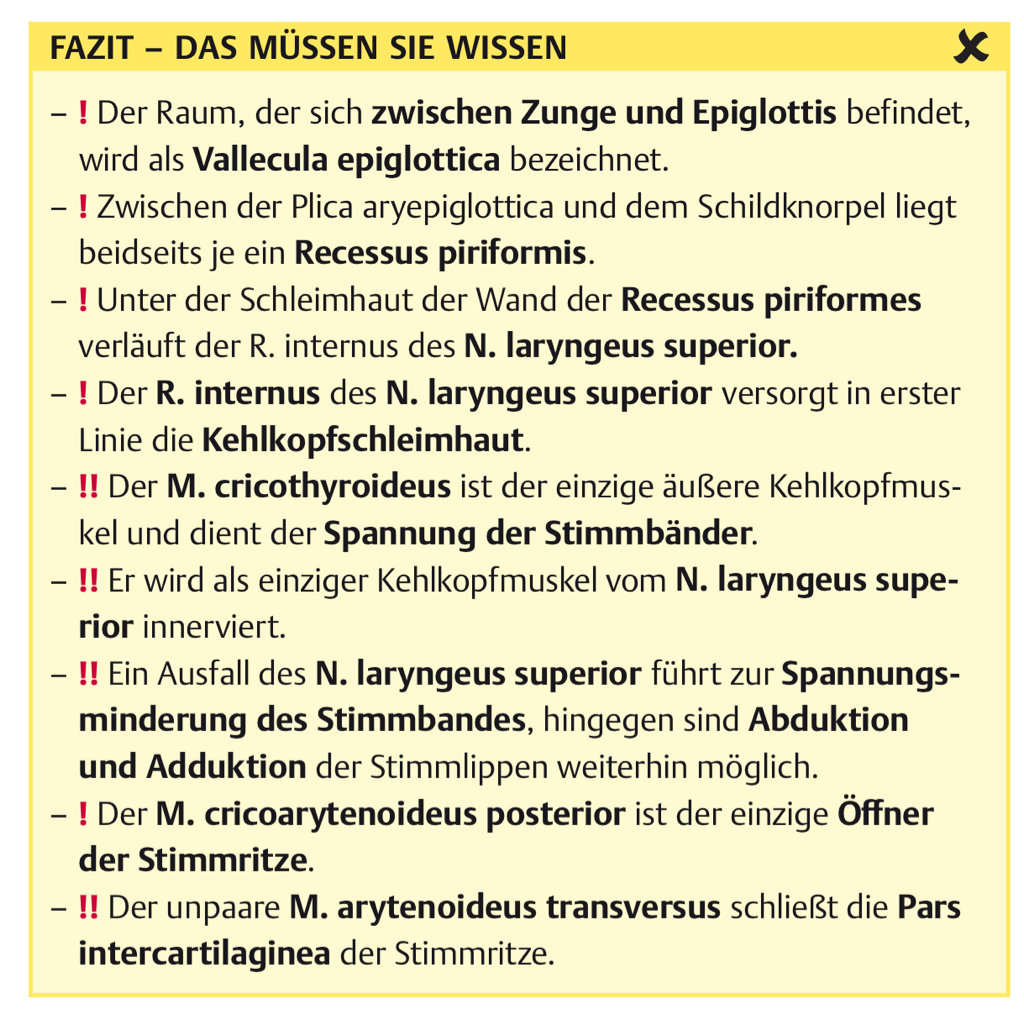 FAZIT – DAS MÜSSEN SIE WISSEN
– ! Der Raum, der sich zwischen Zunge und Epiglottis befindet,
wird als Vallecula epiglottica bezeichnet.
– ! Zwischen der Plica aryepiglottica und dem Schildknorpel liegt
beidseits je ein Recessus piriformis.
– ! Unter der Schleimhaut der Wand der Recessus piriformes
verläuft der R. internus des N. laryngeus superior.
– ! Der R. internus des N. laryngeus superior versorgt in erster
Linie die Kehlkopfschleimhaut.
– !! Der M. cricothyroideus ist der einzige äußere Kehlkopfmus-
kel und dient der Spannung der Stimmbänder.
– !! Er wird als einziger Kehlkopfmuskel vom N. laryngeus supe-
rior innerviert.
– !! Ein Ausfall des N. laryngeus superior führt zur Spannungs-
minderung des Stimmbandes, hingegen sind Abduktion
und Adduktion der Stimmlippen weiterhin möglich.
– ! Der M. cricoarytenoideus posterior ist der einzige Öffner
der Stimmritze.
– !! Der unpaare M. arytenoideus transversus schließt die Pars
intercartilaginea der Stimmritze.